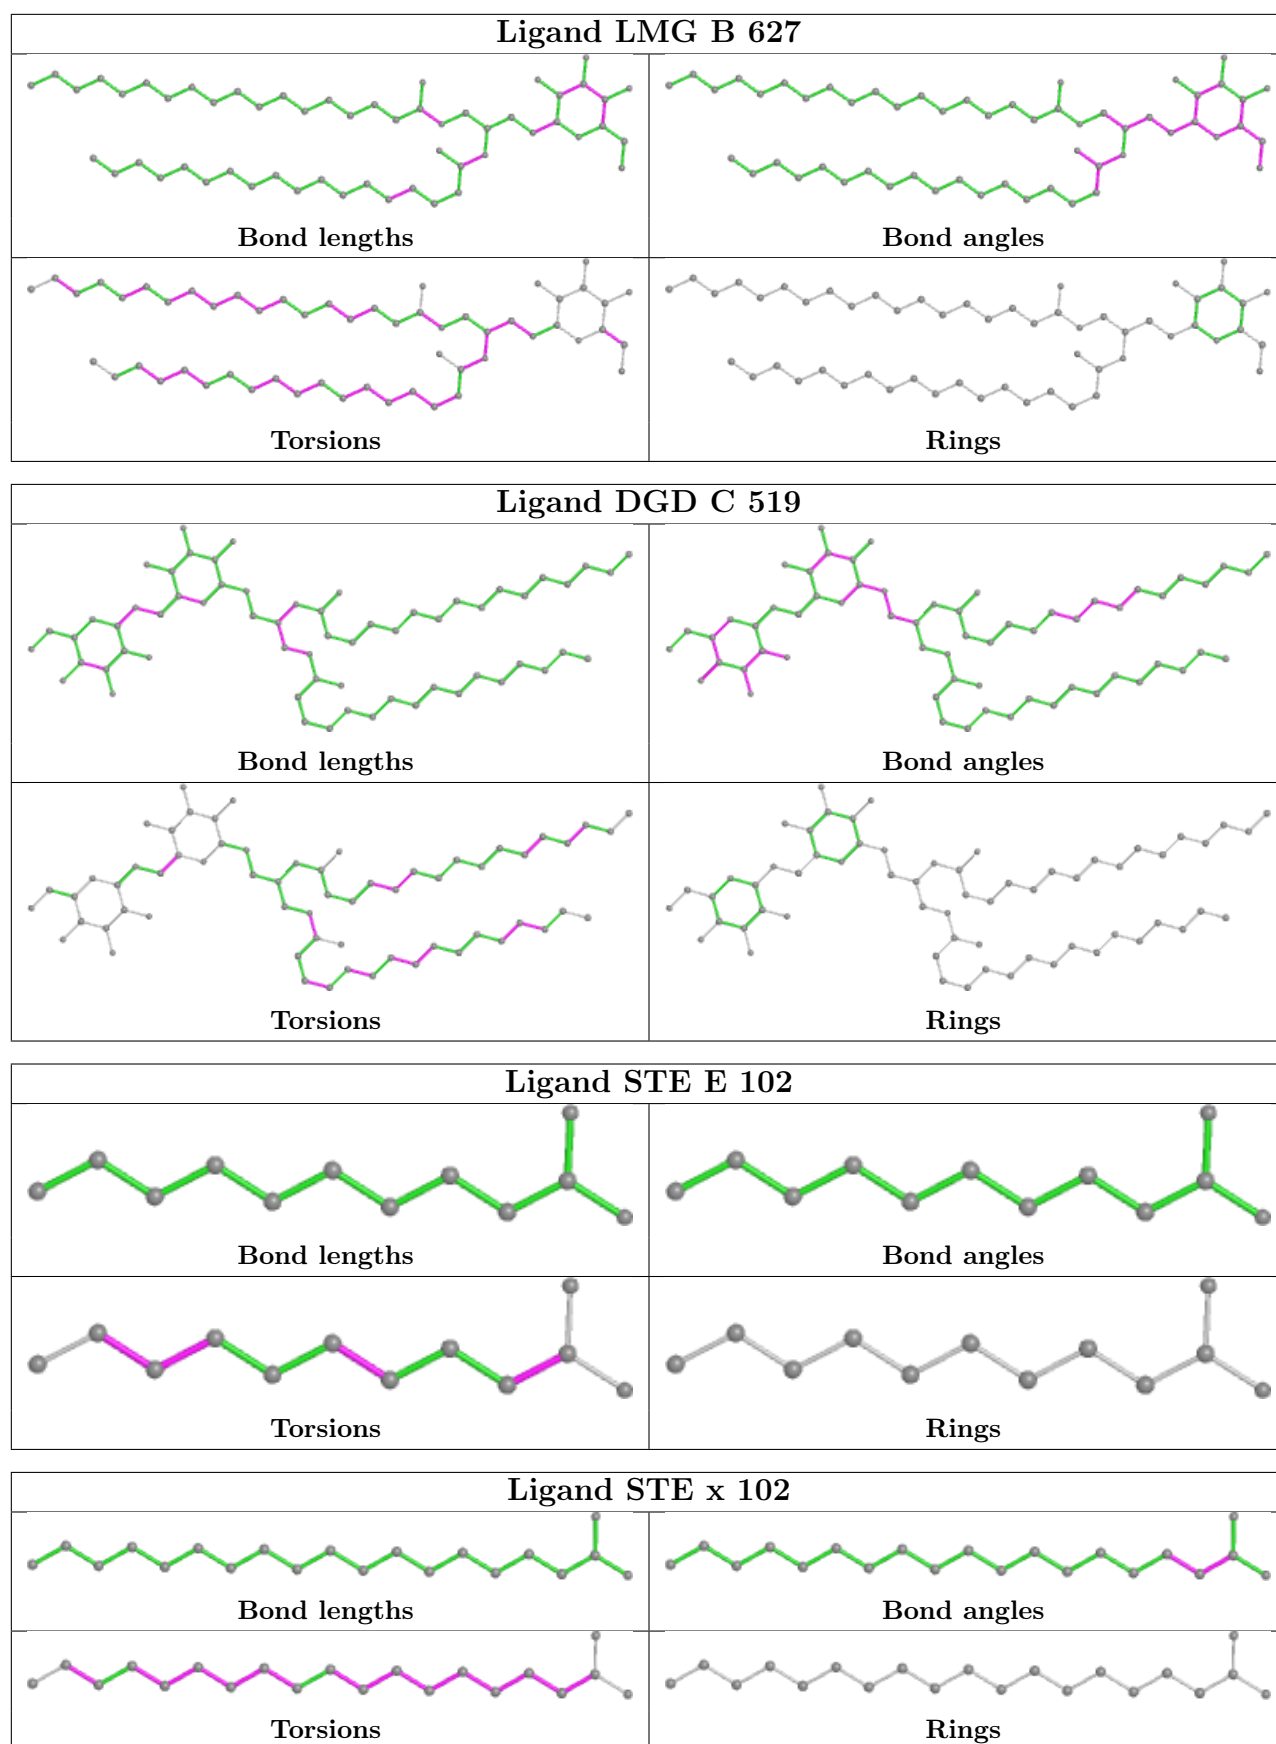 Ligand LMG B 627
Bond lengths
Bond angles
Torsions
Rings
Ligand DGD C 519
Bond lengths
Bond angles
Torsions
Rings
Ligand STE E 102
Bond lengths
Bond angles
Torsions
Rings
Ligand STE x 102
Bond lengths
Bond angles
Torsions
Rings